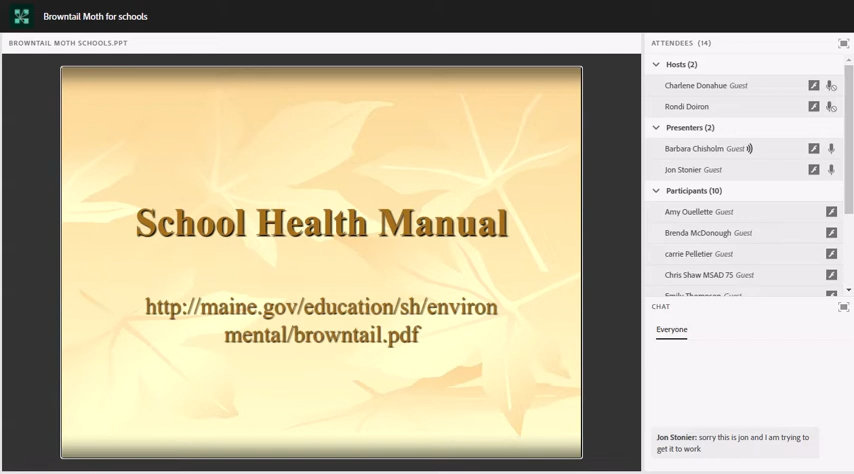 Browntail Moth for schools
BROWNTAIL MOTH SCHOOLS.PPT
School Health Manual
http://maine.gov/education/sh/environ
mental/browntail.pdf
ATTENDEES (14)
Hosts (2)
Charlene Donahue Guest
Rondi Doiron
Presenters (2)
Barbara Chisholm Guest
Jon Stonier Guest
Participants (10)
Amy Ouellette Guest
Brenda McDonough Guest
carrie Pelletier Guest
Chris Shaw MSAD 75 Guest
Emily Thompson Guest
CHAT
Everyone
Jon Stonier: sorry this is jon and I am trying to
get it to work